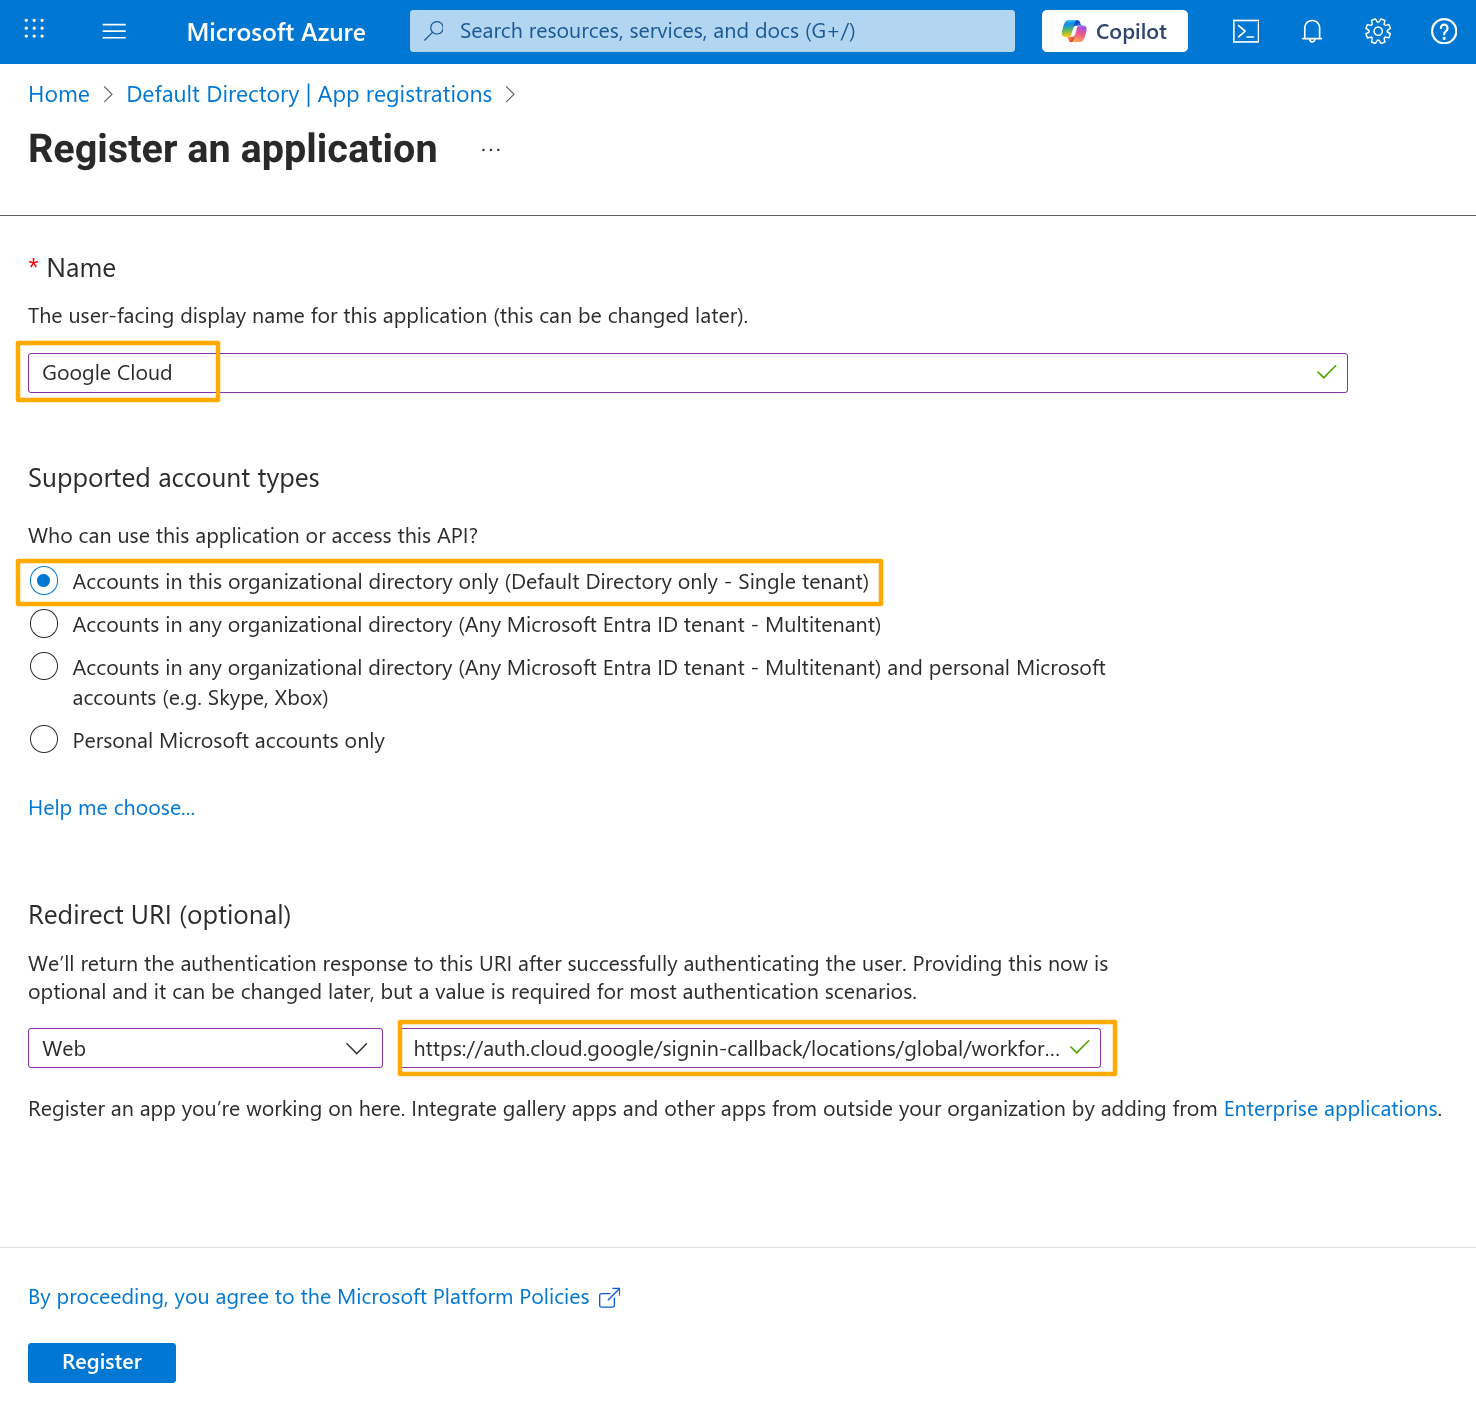 Microsoft Azure
Search resources, services, and docs (G+/)
Copilot
Home > Default Directory | App registrations >
Register an application ...
* Name
The user-facing display name for this application (this can be changed later).
Google Cloud
Supported account types
Who can use this application or access this API?
Accounts in this organizational directory only (Default Directory only - Single tenant)
Accounts in any organizational directory (Any Microsoft Entra ID tenant - Multitenant)
Accounts in any organizational directory (Any Microsoft Entra ID tenant - Multitenant) and personal Microsoft
accounts (e.g. Skype, Xbox)
Personal Microsoft accounts only
Help me choose...
Redirect URI (optional)
We’ll return the authentication response to this URI after successfully authenticating the user. Providing this now is
optional and it can be changed later, but a value is required for most authentication scenarios.
Web
https://auth.cloud.google/signin-callback/locations/global/workfor...
Register an app you’re working on here. Integrate gallery apps and other apps from outside your organization by adding from Enterprise applications.
By proceeding, you agree to the Microsoft Platform Policies
Register